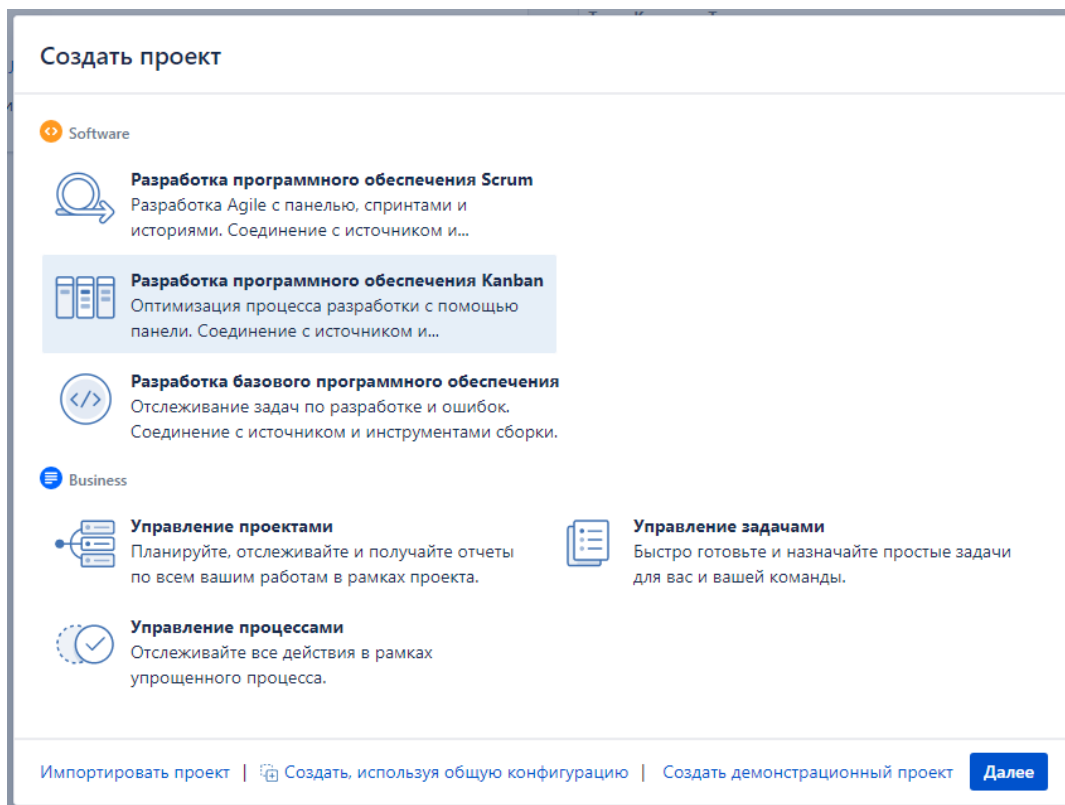 Создать проект
Software
Разработка программного обеспечения Scrum
Разработка Agile с панелью, спринтами и
историями. Соединение с источником и...
Разработка программного обеспечения Kanban
Оптимизация процесса разработки с помощью
панели. Соединение с источником и...
Разработка базового программного обеспечения
Отслеживание задач по разработке и ошибок.
Соединение с источником и инструментами сборки.
Business
Управление проектами
Планируйте, отслеживайте и получайте отчеты
по всем вашим работам в рамках проекта.
Управление задачами
Быстро готовьте и назначайте простые задачи
для вас и вашей команды.
Управление процессами
Отслеживайте все действия в рамках
упрощенного процесса.
Импортировать проект | Создать, используя общую конфигурацию | Создать демонстрационный проект Далее